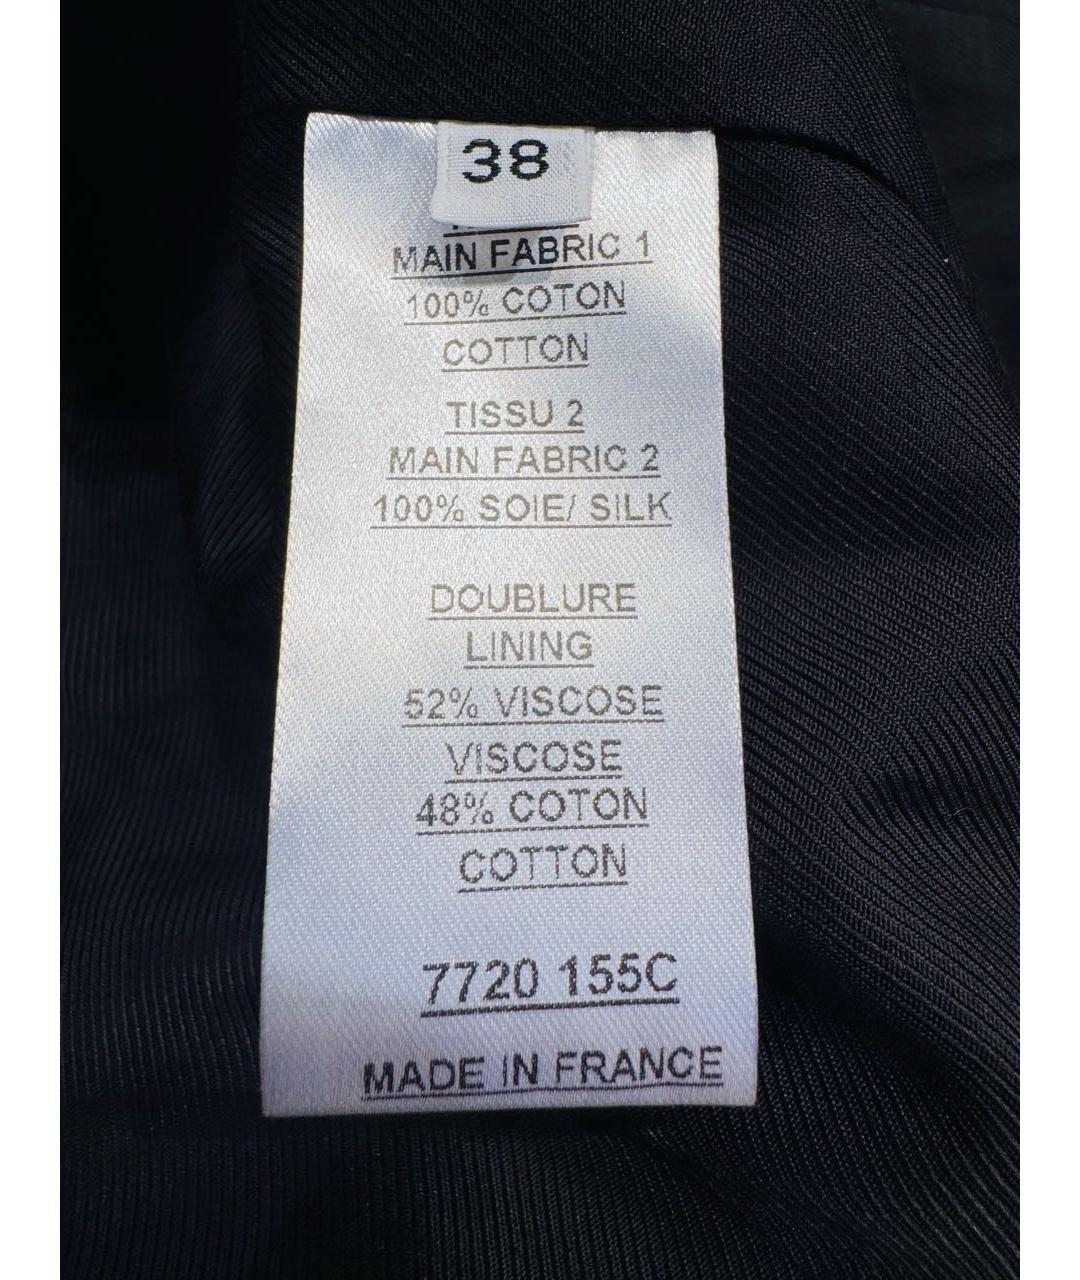 38
MAIN FABRIC 1
100% COTON
COTTON
TISSU 2
MAIN FABRIC 2
100% SOIE/ SILK
DOUBLURE
LINING
52% VISCOSE
VISCOSE
48% COTON
COTTON
7720 155C
MADE IN FRANCE